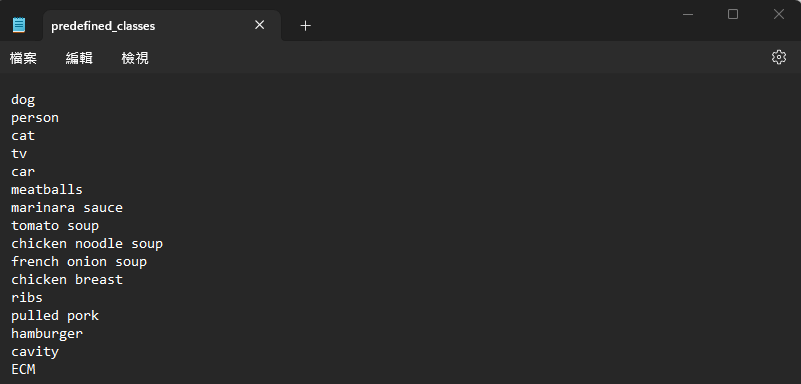 predefined_classes
檔案 編輯 檢視
dog
person
cat
tv
car
meatballs
marinara sauce
tomato soup
chicken noodle soup
french onion soup
chicken breast
ribs
pulled pork
hamburger
cavity
ECM